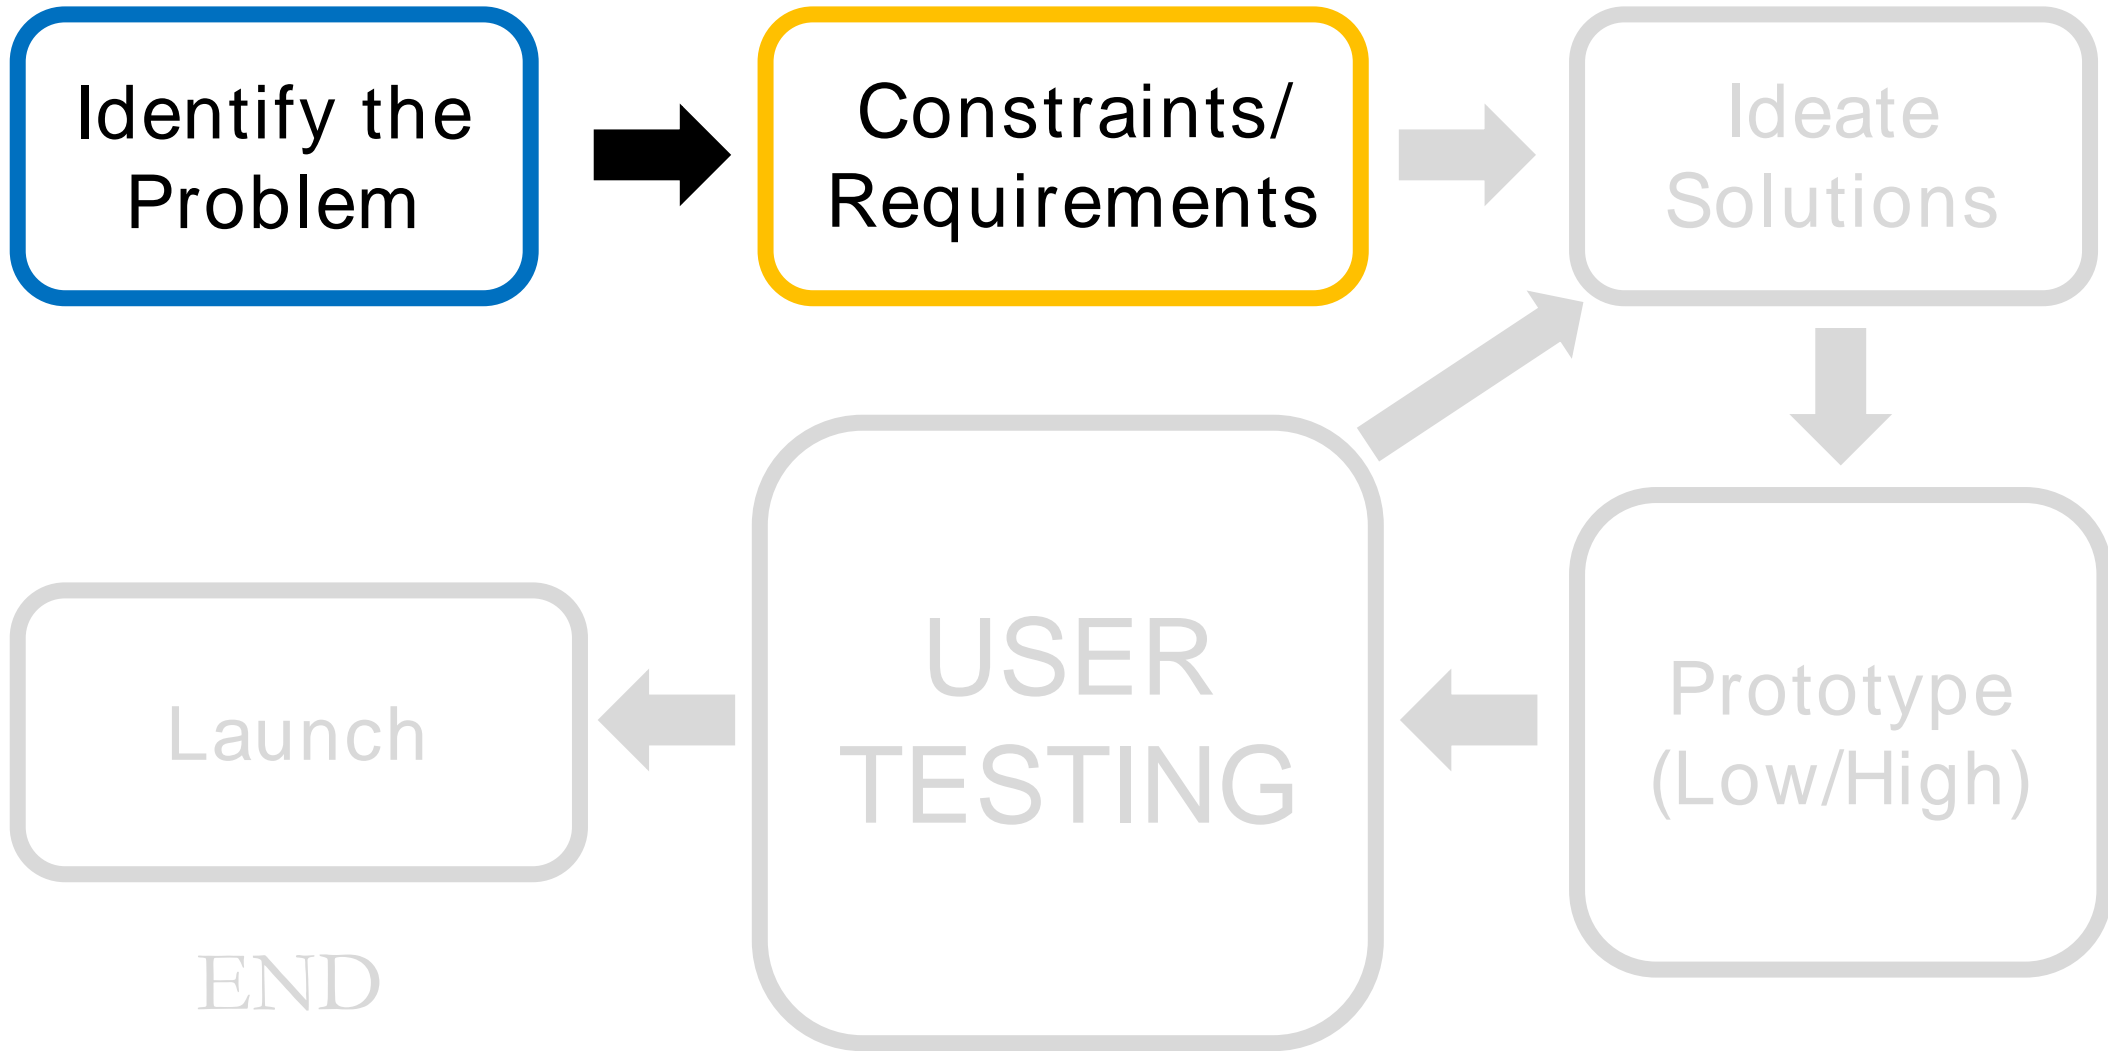 Identify the
Problem
Constraints/
Requirements
Ideate
Solutions
Prototype
(Low/High)
USER
TESTING
Launch
END